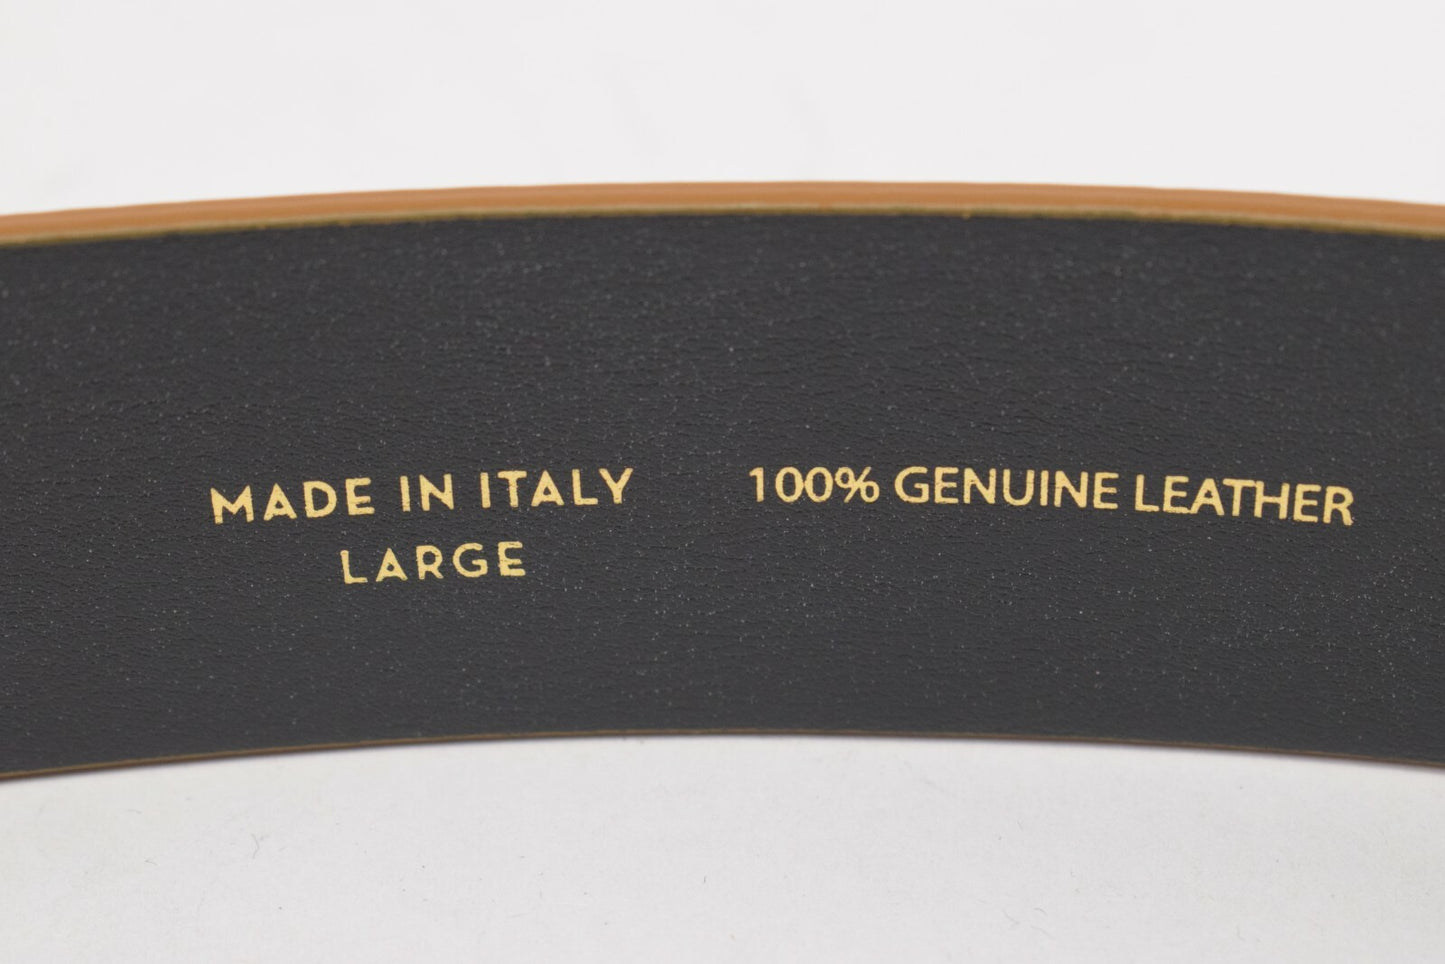 MADE IN ITALY
LARGE
100% GENUINE LEATHER